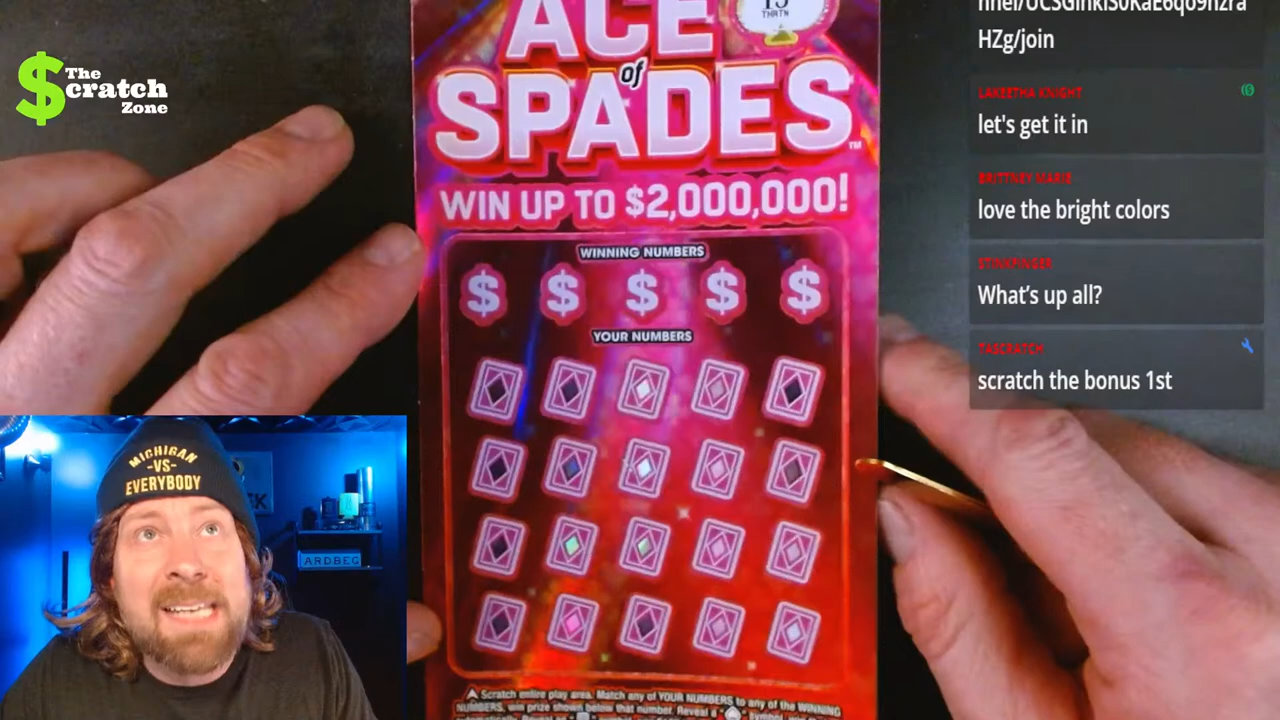 The
$cratch
Zone
ACE
of
SPADES™
WIN UP TO $2,000,000!
WINNING NUMBERS
$ $ $ $ $
YOUR NUMBERS
Scratch entire play area. Match any of YOUR NUMBERS to any of the WINNING
NUMBERS, win prize shown below that number. Reveal a
MICHIGAN
-VS-
EVERYBODY
ARDBEG
HZg/join
LAKEETHA KNIGHT
let's get it in
BRITTNEY MARIE
love the bright colors
STINKFINGER
What's up all?
TASCRATCH
scratch the bonus 1st